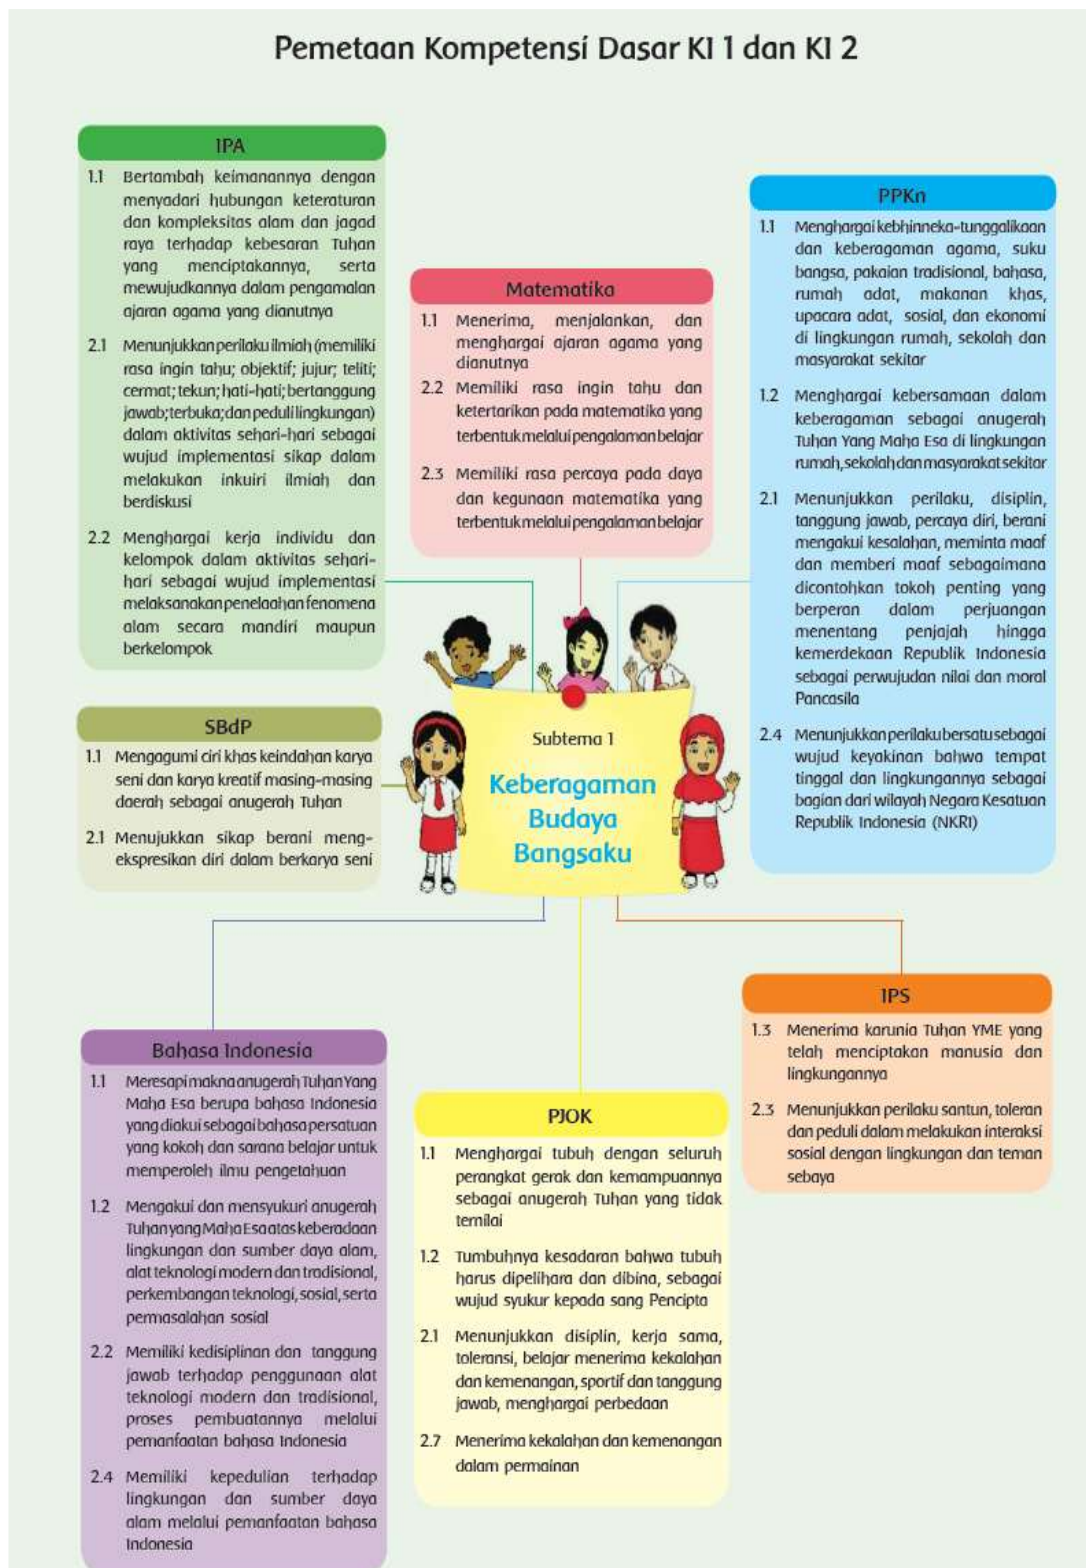 Pemetaan Kompetensi Dasar KI 1 dan KI 2
IPA
1.1 Bertambah keimanannya dengan
menyadari hubungan keteraturan
dan kompleksitas alam dan jagad
raya terhadap kebesaran Tuhan
yang menciptakannya, serta
mewujudkannya dalam pengamalan
ajaran agama yang dianutnya
2.1 Menunjukkan perilaku ilmiah (memiliki
rasa ingin tahu; objektif; jujur; teliti;
cermat; tekun; hati-hati; bertanggung
jawab; terbuka; dan peduli lingkungan)
dalam aktivitas sehari-hari sebagai
wujud implementasi sikap dalam
melakukan inkuiri ilmiah dan
berdiskusi
2.2 Menghargai kerja individu dan
kelompok dalam aktivitas sehari-
hari sebagai wujud implementasi
melaksanakan penelaahan fenomena
alam secara mandiri maupun
berkelompok
Matematika
1.1 Menerima, menjalankan, dan
menghargai ajaran agama yang
dianutnya
2.2 Memiliki rasa ingin tahu dan
ketertarikan pada matematika yang
terbentuk melalui pengalaman belajar
2.3 Memiliki rasa percaya pada daya
dan kegunaan matematika yang
terbentuk melalui pengalaman belajar
PPKn
1.1 Menghargai kebhinneka-tunggalikaan
dan keberagaman agama, suku
bangsa, pakaian tradisional, bahasa,
rumah adat, makanan khas,
upacara adat, sosial, dan ekonomi
di lingkungan rumah, sekolah dan
masyarakat sekitar
1.2 Menghargai kebersamaan dalam
keberagaman sebagai anugerah
Tuhan Yang Maha Esa di lingkungan
rumah, sekolah dan masyarakat sekitar
2.1 Menunjukkan perilaku, disiplin,
tanggung jawab, percaya diri, berani
mengakui kesalahan, meminta maaf
dan memberi maaf sebagaimana
dicontohkan tokoh penting yang
berperan dalam perjuangan
menentang penjajah hingga
kemerdekaan Republik Indonesia
sebagai perwujudan nilai dan moral
Pancasila
2.4 Menunjukkan perilaku bersatu sebagai
wujud keyakinan bahwa tempat
tinggal dan lingkungannya sebagai
bagian dari wilayah Negara Kesatuan
Republik Indonesia (NKRI)
SBdP
1.1 Mengagumi ciri khas keindahan karya
seni dan karya kreatif masing-masing
daerah sebagai anugerah Tuhan
2.1 Menujukkan sikap berani meng-
ekspresikan diri dalam berkarya seni
Subtema 1
Keberagaman
Budaya
Bangsaku
Bahasa Indonesia
1.1 Meresapi makna anugerah Tuhan Yang
Maha Esa berupa bahasa Indonesia
yang diakui sebagai bahasa persatuan
yang kokoh dan sarana belajar untuk
memperoleh ilmu pengetahuan
1.2 Mengakui dan mensyukuri anugerah
Tuhan yang Maha Esa atas keberadaan
lingkungan dan sumber daya alam,
alat teknologi modern dan tradisional,
perkembangan teknologi, sosial, serta
permasalahan sosial
2.2 Memiliki kedisiplinan dan tanggung
jawab terhadap penggunaan alat
teknologi modern dan tradisional,
proses pembuatannya melalui
pemanfaatan bahasa Indonesia
2.4 Memiliki kepedulian terhadap
lingkungan dan sumber daya
alam melalui pemanfaatan bahasa
Indonesia
PJOK
1.1 Menghargai tubuh dengan seluruh
perangkat gerak dan kemampuannya
sebagai anugerah Tuhan yang tidak
ternilai
1.2 Tumbuhnya kesadaran bahwa tubuh
harus dipelihara dan dibina, sebagai
wujud syukur kepada sang Pencipta
2.1 Menunjukkan disiplin, kerja sama,
toleransi, belajar menerima kekalahan
dan kemenangan, sportif dan tanggung
jawab, menghargai perbedaan
2.7 Menerima kekalahan dan kemenangan
dalam permainan
IPS
1.3 Menerima karunia Tuhan YME yang
telah menciptakan manusia dan
lingkungannya
2.3 Menunjukkan perilaku santun, toleran
dan peduli dalam melakukan interaksi
sosial dengan lingkungan dan teman
sebaya